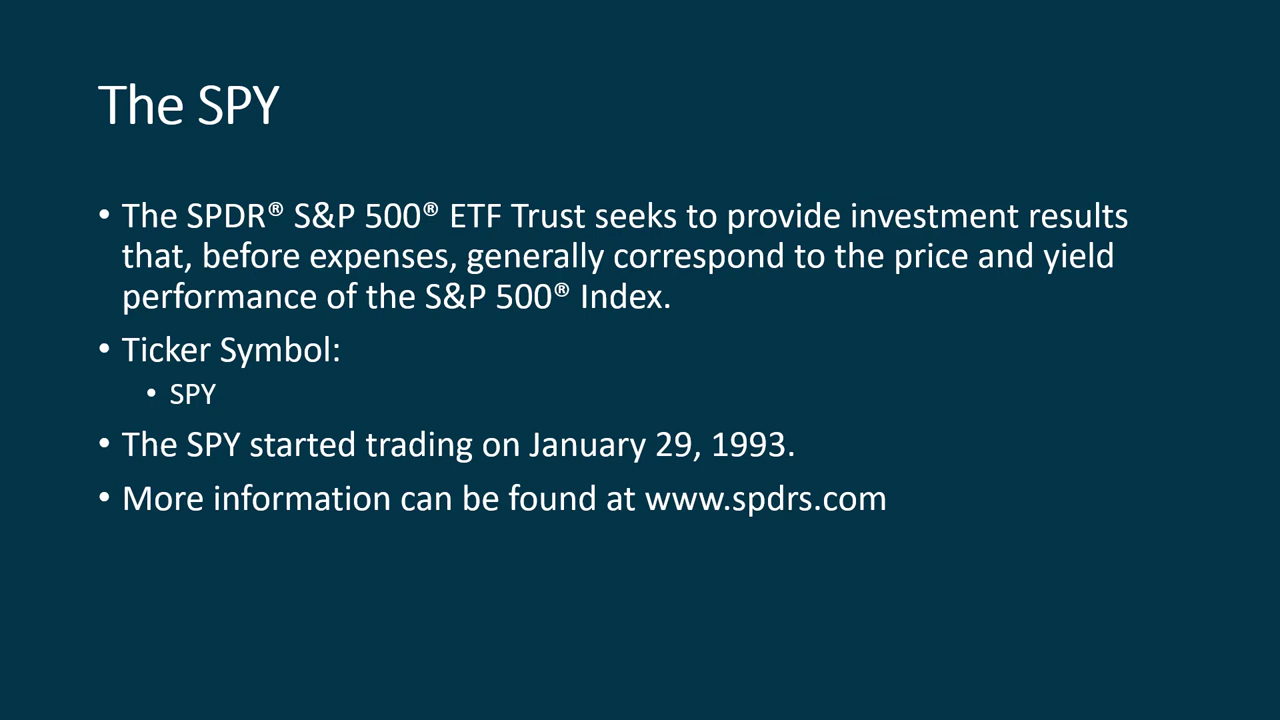 The SPY
• The SPDR® S&P 500® ETF Trust seeks to provide investment results
that, before expenses, generally correspond to the price and yield
performance of the S&P 500® Index.
• Ticker Symbol:
• SPY
• The SPY started trading on January 29, 1993.
• More information can be found at www.spdrs.com